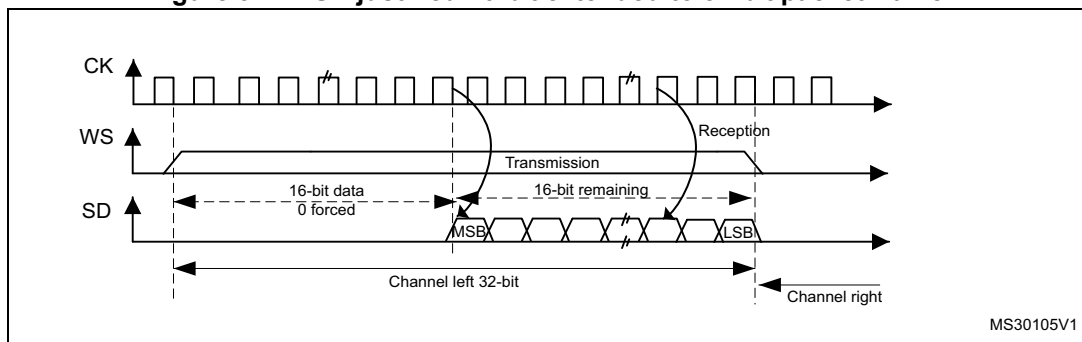 CK
Reception
WS
Transmission
16-bit data
0 forced
16-bit remaining
SD
MSB
LSB
Channel left 32-bit
Channel right
MS30105V1